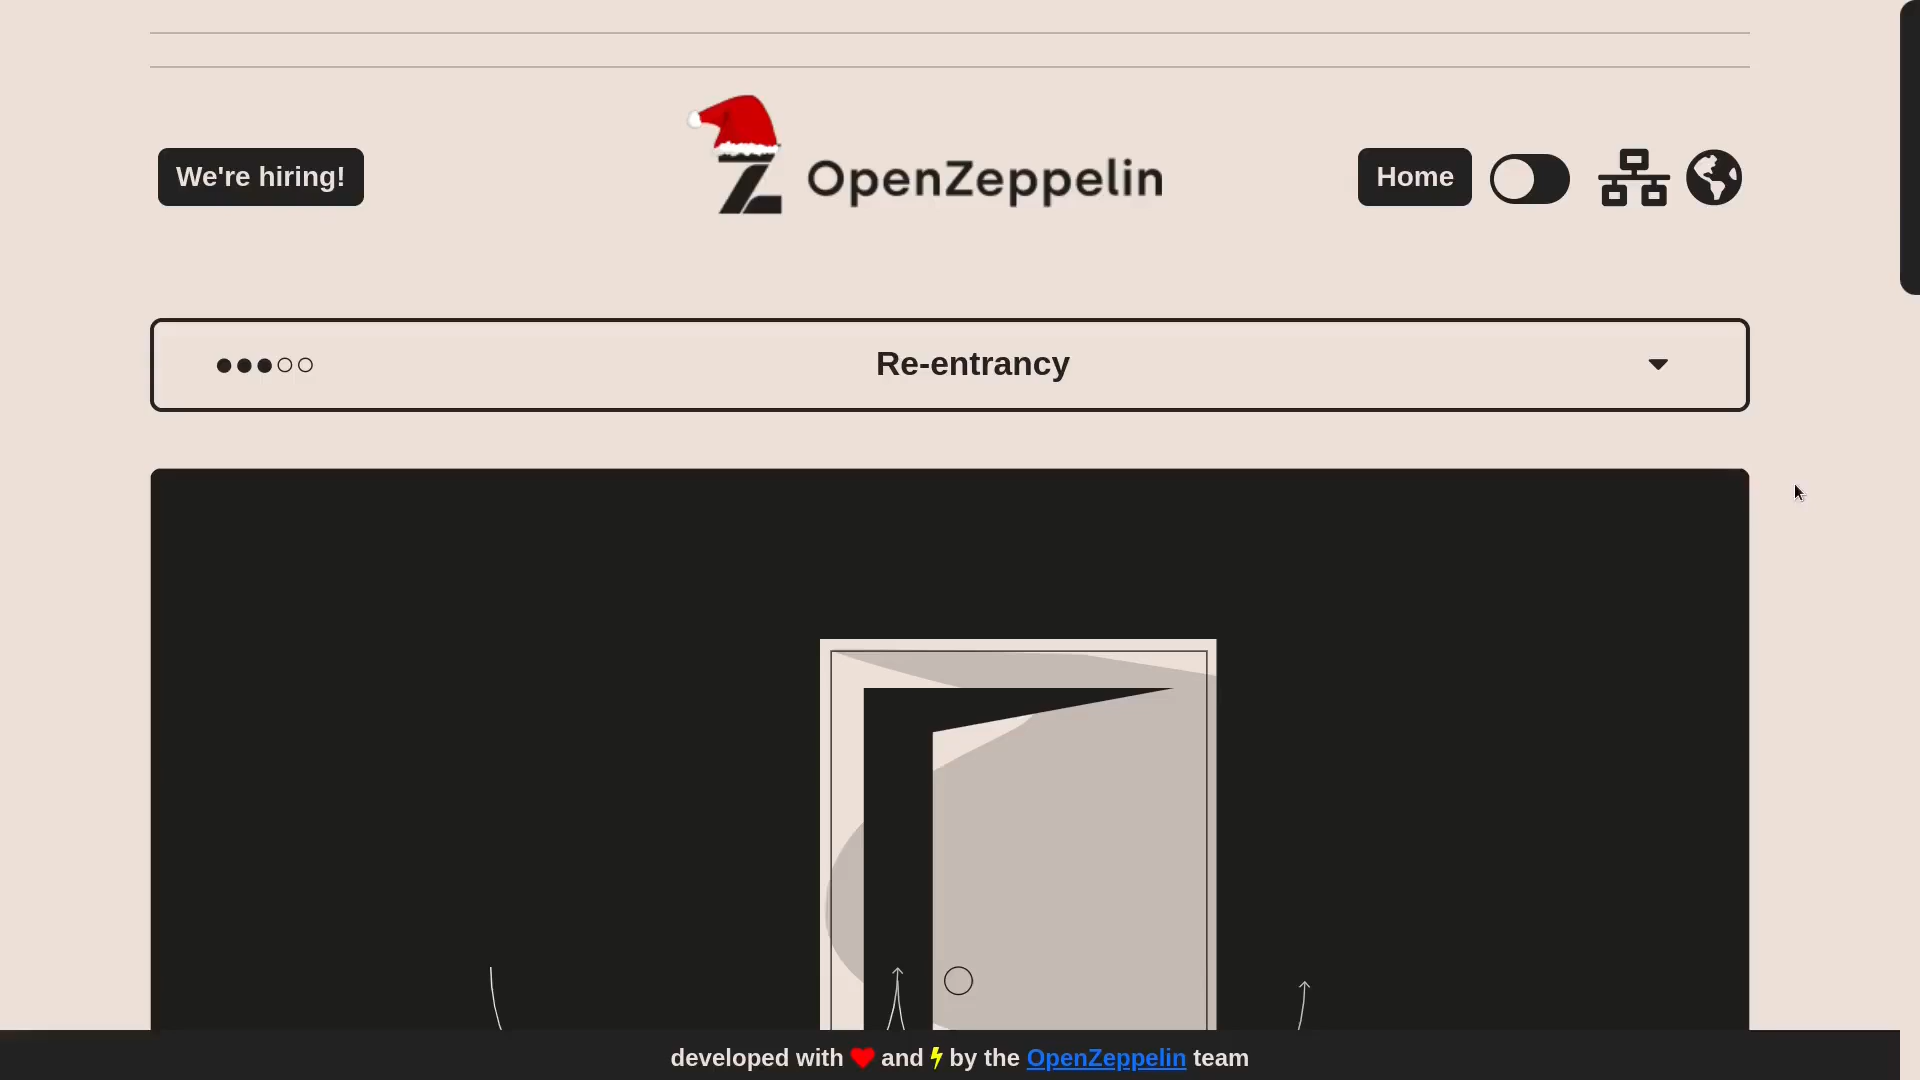 We're hiring!
OpenZeppelin
Home
Re-entrancy
developed with ❤ and ⚡ by the OpenZeppelin team